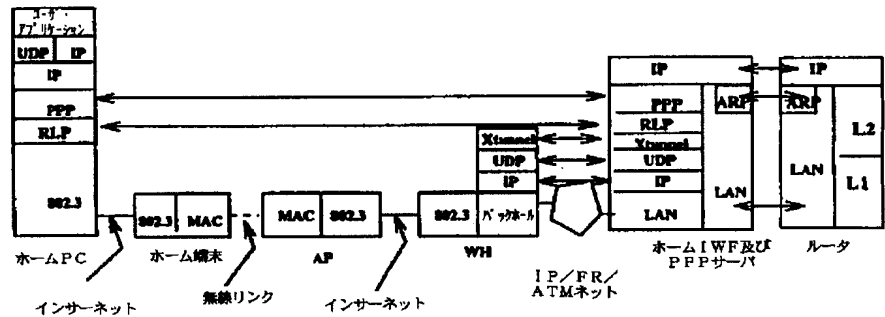 ユーザ・
アプリケーション
UDP IP
IP
PPP
RLP
802.3
ホームPC
インサーネット
802.3 MAC
ホーム端末
無線リンク
MAC 802.3
AP
インサーネット
Xtunnel
UDP
IP
802.3 バックホール
WH
IP/FR/
ATMネット
IP
PPP
ARP
RLP
Xtunnel
UDP
IP
LAN
LAN
ホームIWF及び
PPPサーバ
IP
ARP
LAN
L2
L1
ルータ